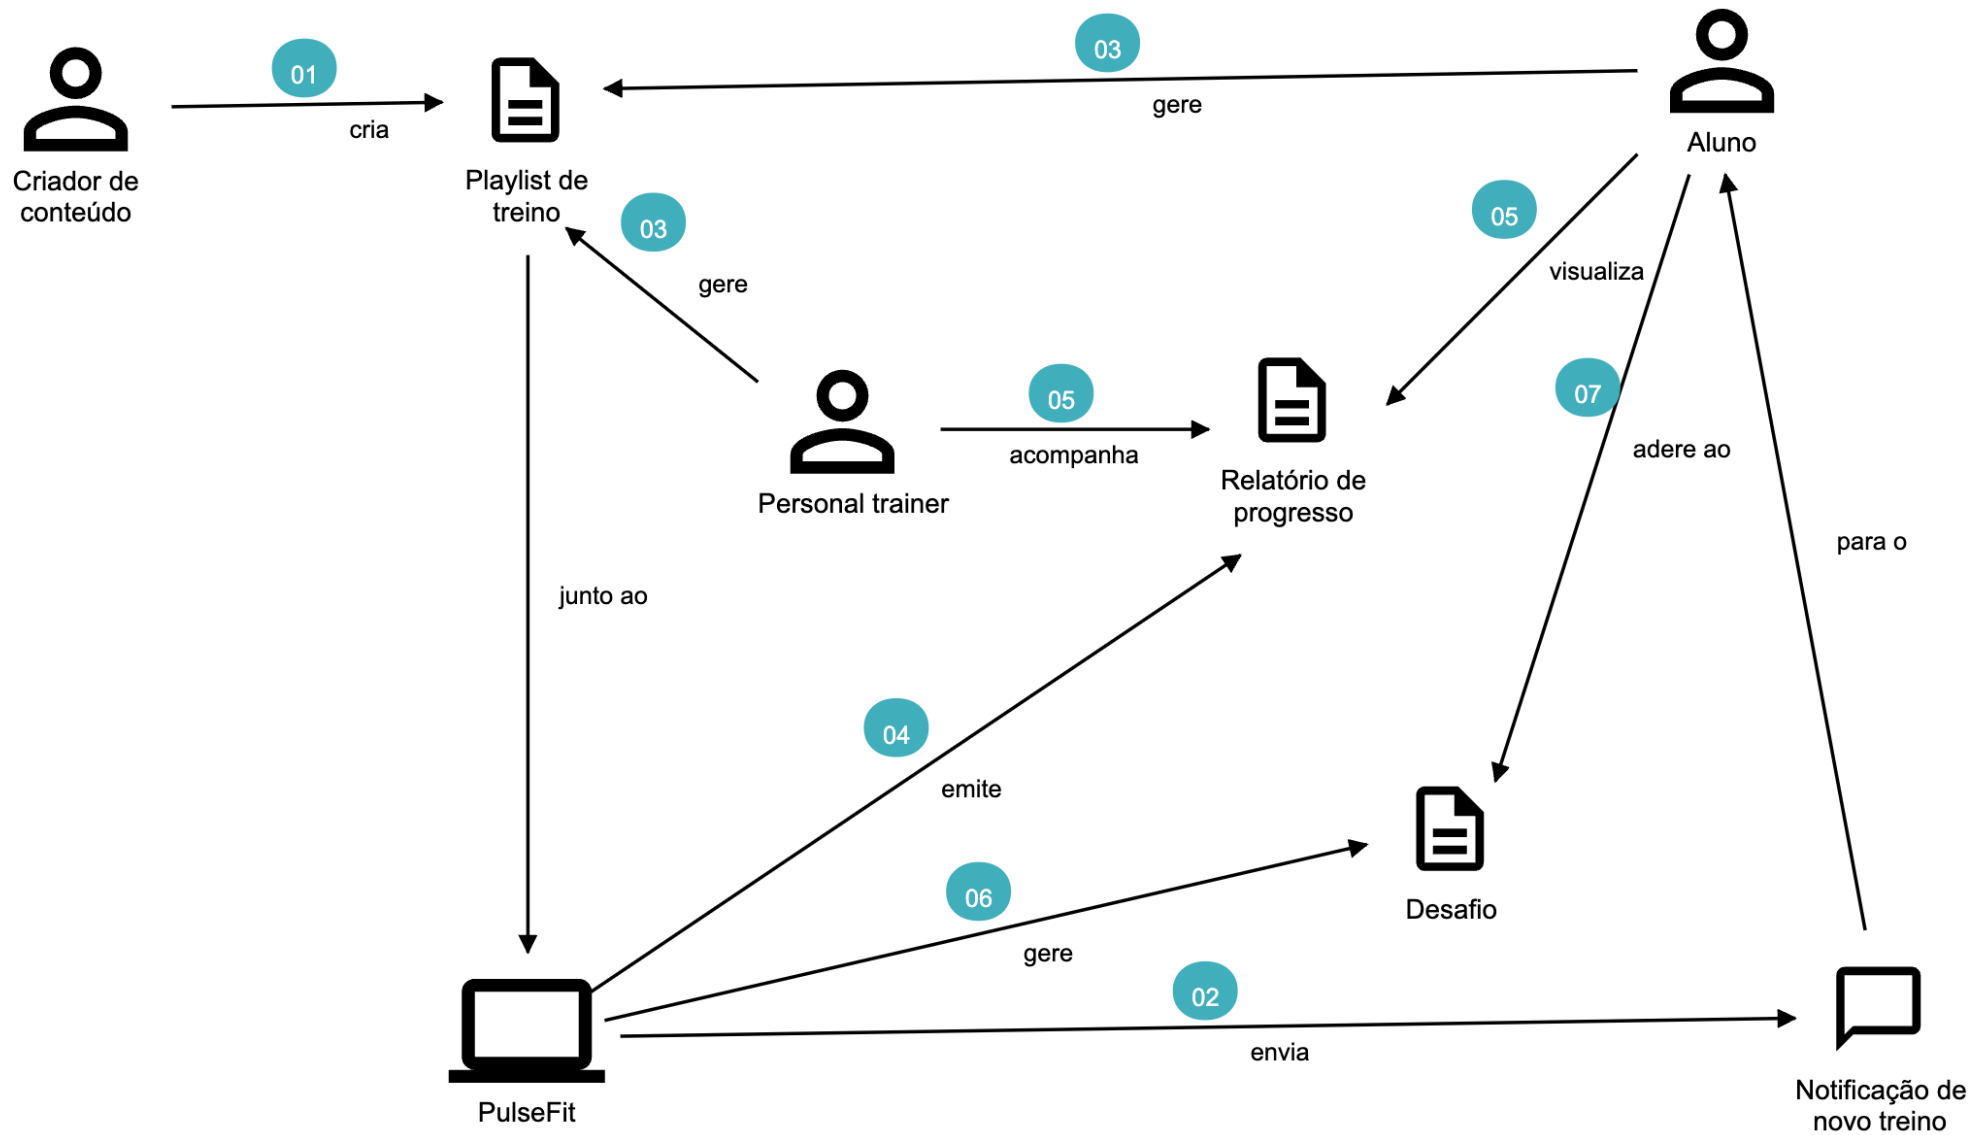 01
cria
Criador de
conteúdo
Playlist de
treino
03
gere
Aluno
03
gere
05
visualiza
05
acompanha
Personal trainer
Relatório de
progresso
07
adere ao
para o
junto ao
04
emite
06
gere
Desafio
02
envia
PulseFit
Notificação de
novo treino